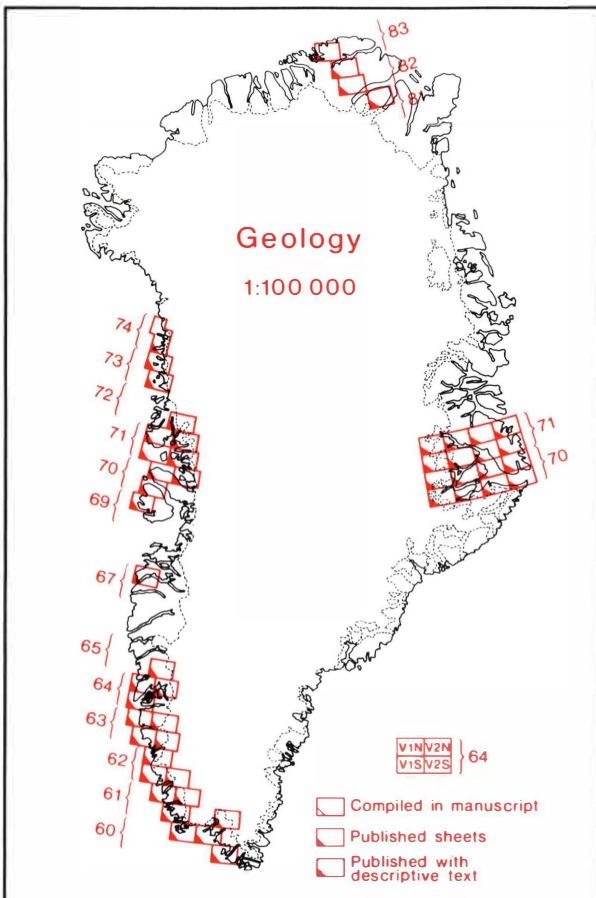 83
82
81
Geology
1:100 000
74
73
72
71
70
69
71
70
67
65
64
63
62
61
60
V1N V2N
V1S V2S
64
Compiled in manuscript
Published sheets
Published with
descriptive text